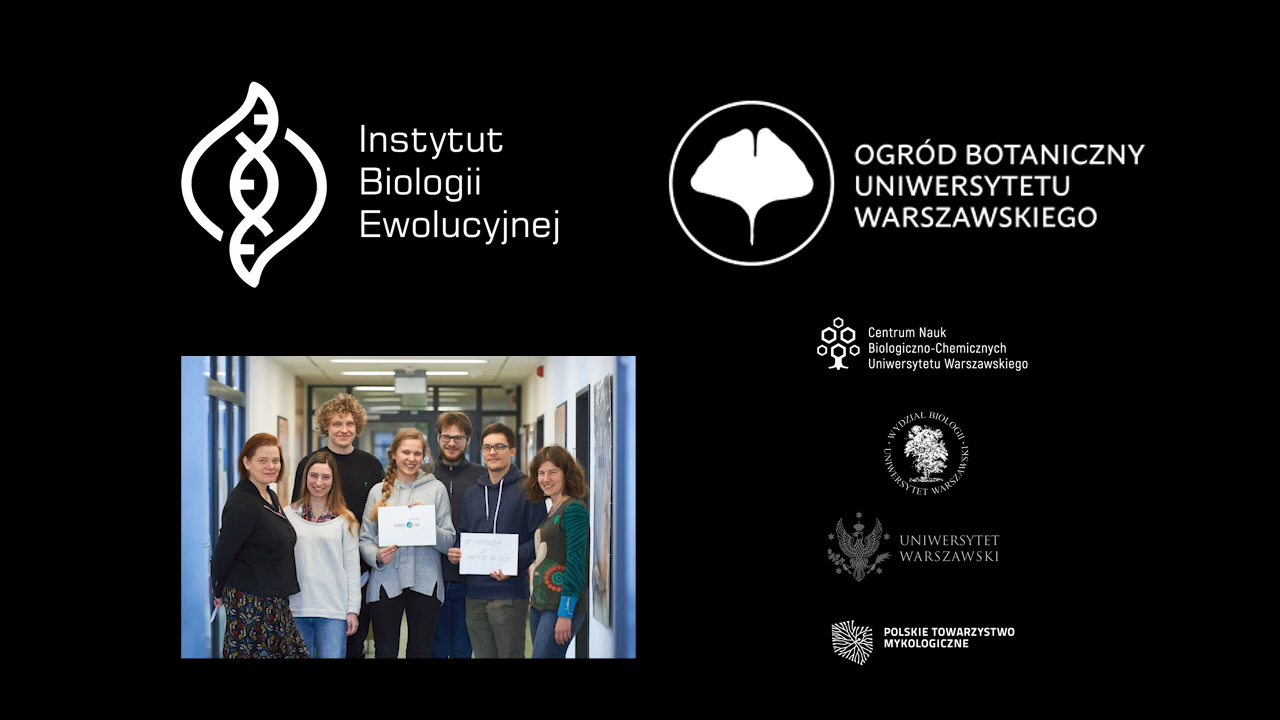 Instytut
Biologii
Ewolucyjnej
OGRÓD BOTANICZNY
UNIWERSYTETU
WARSZAWSKIEGO
Centrum Nauk
Biologiczno-Chemicznych
Uniwersytetu Warszawskiego
· WYDZIAŁ BIOLOGII ·
UNIWERSYTET WARSZAWSKI
UNIWERSYTET
WARSZAWSKI
POLSKIE TOWARZYSTWO
MYKOLOGICZNE